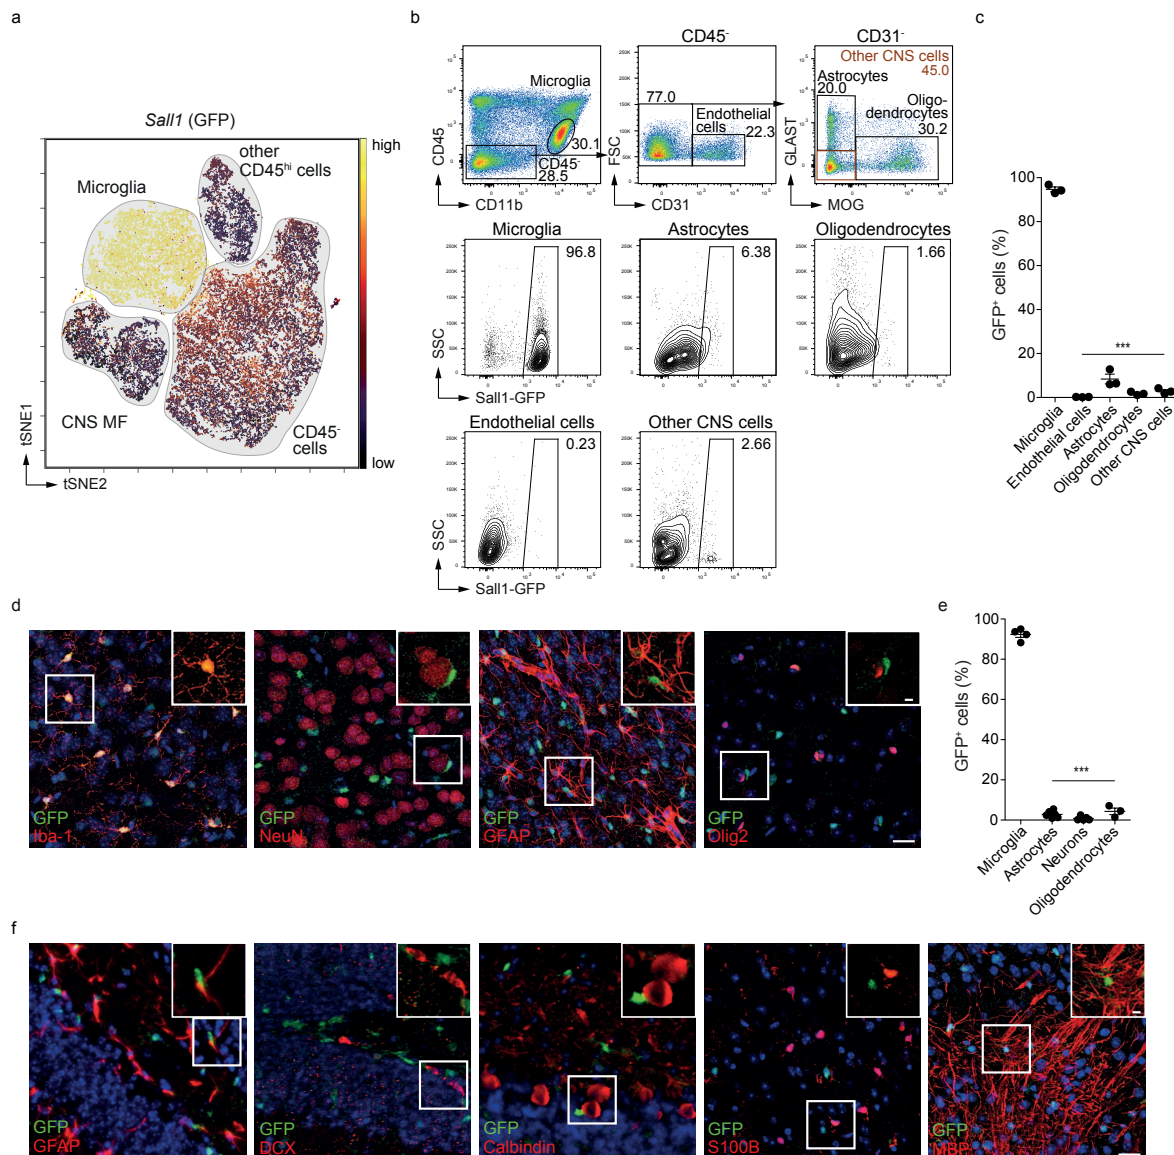 a
Sall1 (GFP)
other
CD45hi cells
Microglia
CNS MF
CD45-
cells
high
low
tSNE1
tSNE2
b
CD45-
CD31-
Microglia
30.1
CD45-
28.5
CD45
CD11b
77.0
Endothelial
cells
22.3
FSC
CD31
Other CNS cells
45.0
Astrocytes
20.0
Oligo-
dendrocytes
30.2
GLAST
MOG
Microglia
96.8
Astrocytes
6.38
Oligodendrocytes
1.66
SSC
Sall1-GFP
Endothelial cells
0.23
Other CNS cells
2.66
SSC
Sall1-GFP
c
GFP+ cells (%)
100
80
60
40
20
0
***
Microglia
Endothelial cells
Astrocytes
Oligodendrocytes
Other CNS cells
d
GFP
Iba-1
GFP
NeuN
GFP
GFAP
GFP
Olig2
e
GFP+ cells (%)
100
80
60
40
20
0
***
Microglia
Astrocytes
Neurons
Oligodendrocytes
f
GFP
GFAP
GFP
DCX
GFP
Calbindin
GFP
S100B
GFP
MBP